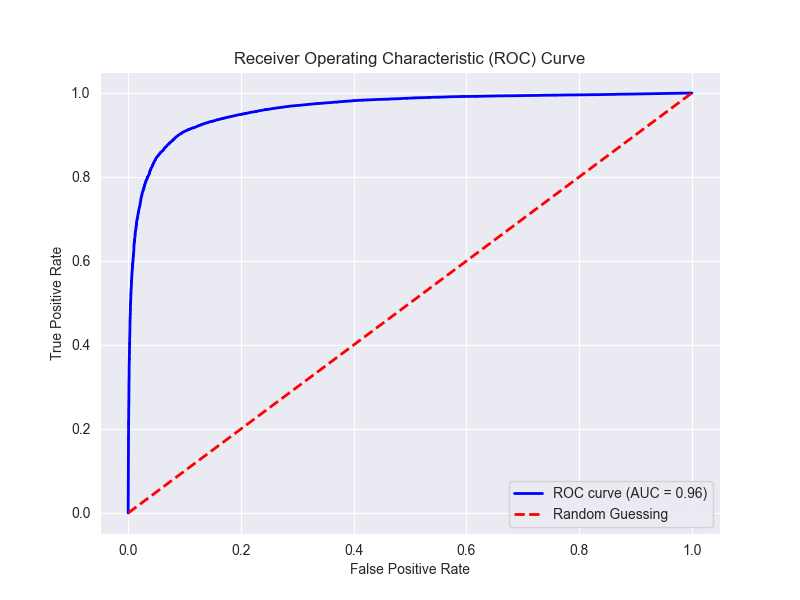 Receiver Operating Characteristic (ROC) Curve
True Positive Rate
1.0
0.8
0.6
0.4
0.2
0.0
ROC curve (AUC = 0.96)
Random Guessing
0.0 0.2 0.4 0.6 0.8 1.0
False Positive Rate